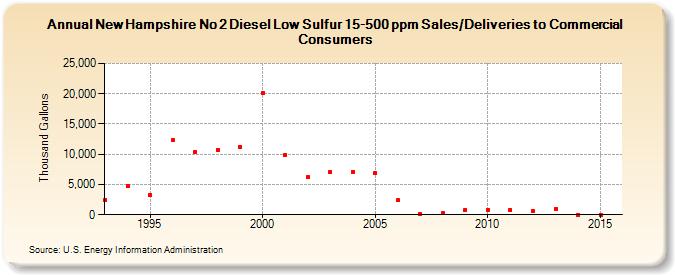 Annual New Hampshire No 2 Diesel Low Sulfur 15-500 ppm Sales/Deliveries to Commercial
Consumers
Thousand Gallons
25,000
20,000
15,000
10,000
5,000
0
1995
2000
2005
2010
2015
Source: U.S. Energy Information Administration